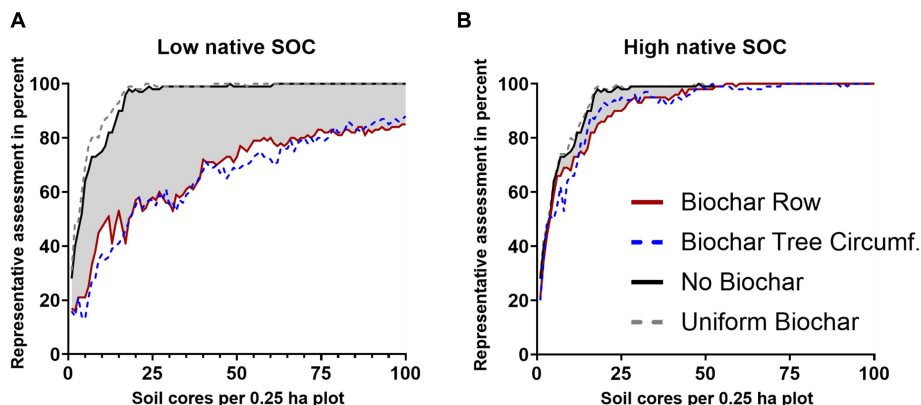 A
Low native SOC
Representative assessment in percent
100
80
60
40
20
0
0
25
50
75
100
Soil cores per 0.25 ha plot
B
High native SOC
Representative assessment in percent
100
80
60
40
20
0
0
25
50
75
100
Soil cores per 0.25 ha plot
Biochar Row
Biochar Tree Circumf.
No Biochar
Uniform Biochar